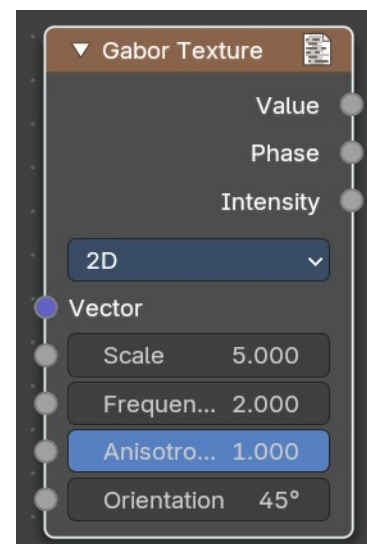 Gabor Texture
Value
Phase
Intensity
2D
Vector
Scale 5.000
Frequen... 2.000
Anisotro... 1.000
Orientation 45°